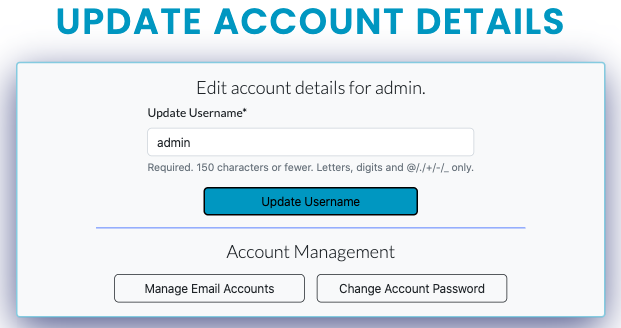 UPDATE ACCOUNT DETAILS
Edit account details for admin.
Update Username*
admin
Required. 150 characters or fewer. Letters, digits and @/./+/-/_ only.
Update Username
Account Management
Manage Email Accounts
Change Account Password